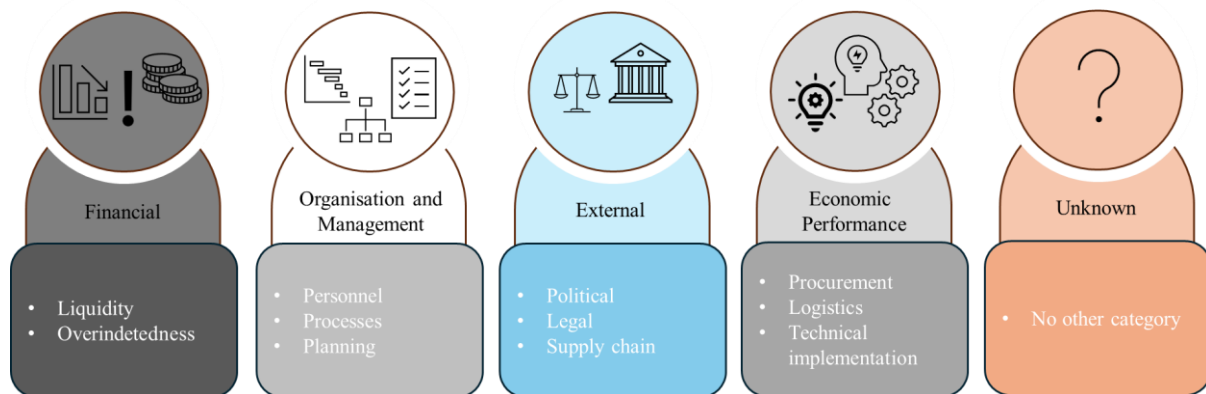 Financial
• Liquidity
• Overindetedness
Organisation and
Management
• Personnel
• Processes
• Planning
External
• Political
• Legal
• Supply chain
Economic
Performance
• Procurement
• Logistics
• Technical
implementation
?
Unknown
• No other category